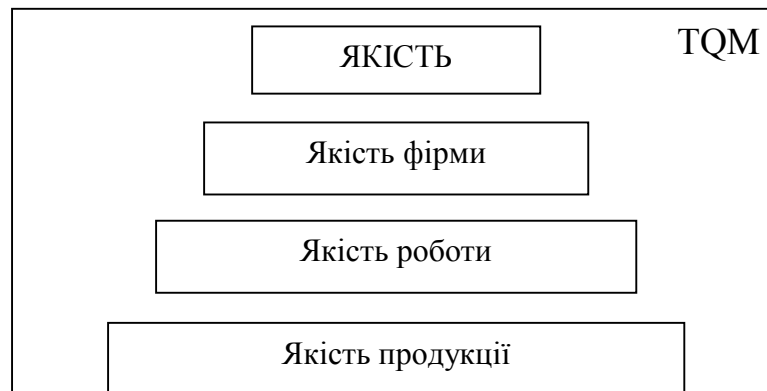 ЯКІСТЬ
TQM
Якість фірми
Якість роботи
Якість продукції